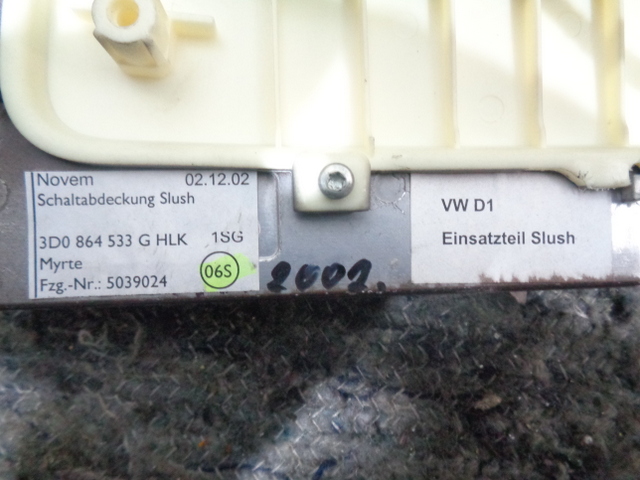 Novem 02.12.02
Schaltabdeckung Slush
3D0 864 533 G HLK 1SG
Myrte 06S
Fzg.-Nr.: 5039024
2002.
VW D1
Einsatzteil Slush